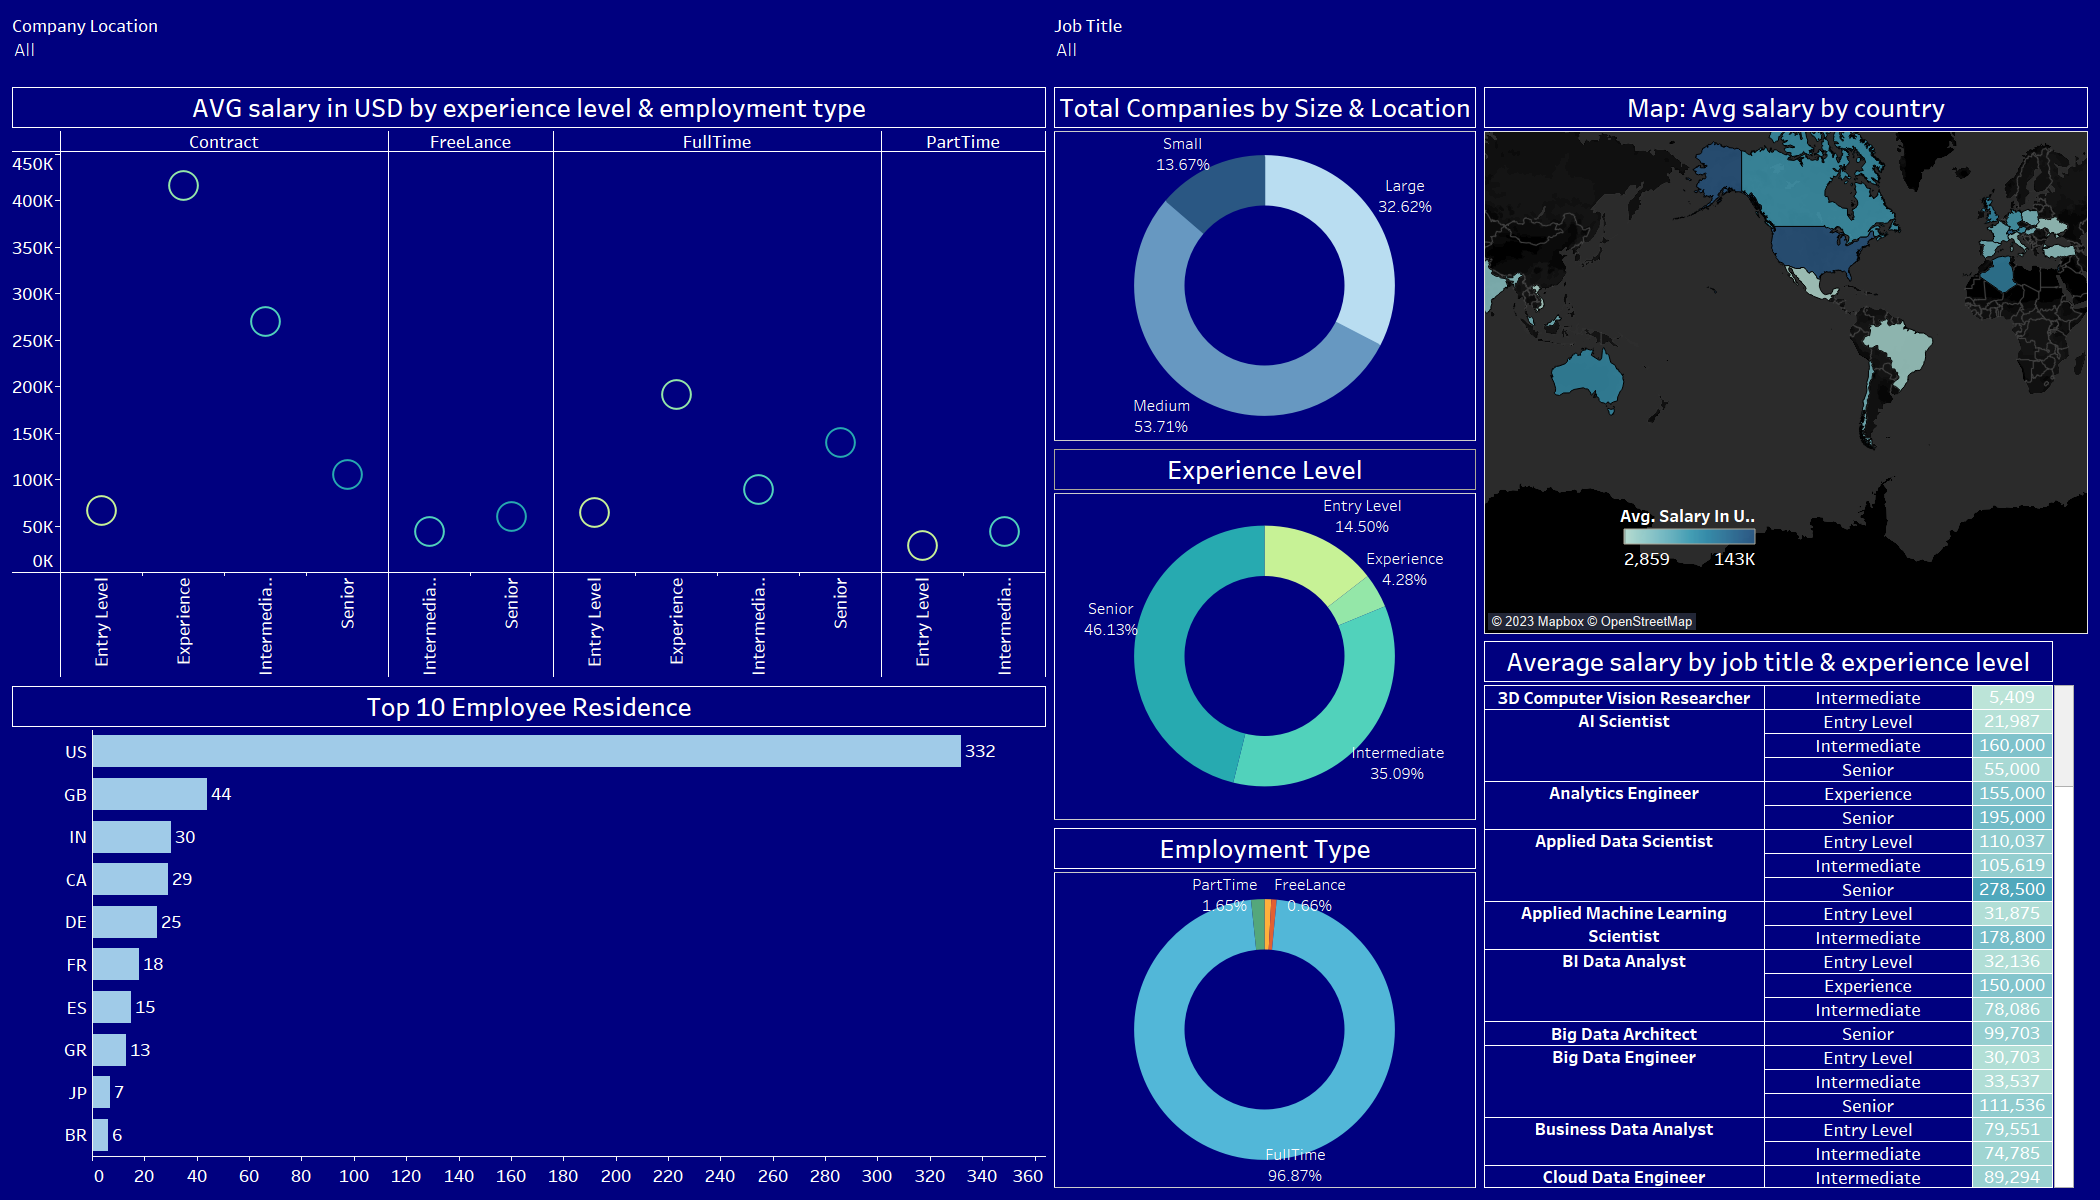 Company Location
All
Job Title
All
AVG salary in USD by experience level & employment type
Contract
FreeLance
FullTime
PartTime
450K
400K
350K
300K
250K
200K
150K
100K
50K
0K
Entry Level
Experience
Intermedia..
Senior
Intermedia..
Senior
Entry Level
Experience
Intermedia..
Senior
Entry Level
Intermedia..
Top 10 Employee Residence
US 332
GB 44
IN 30
CA 29
DE 25
FR 18
ES 15
GR 13
JP 7
BR 6
0 20 40 60 80 100 120 140 160 180 200 220 240 260 280 300 320 340 360
Total Companies by Size & Location
Small
13.67%
Large
32.62%
Medium
53.71%
Experience Level
Entry Level
14.50%
Experience
4.28%
Senior
46.13%
Intermediate
35.09%
Employment Type
PartTime
1.65%
FreeLance
0.66%
FullTime
96.87%
Map: Avg salary by country
Avg. Salary In U..
2,859 143K
© 2023 Mapbox © OpenStreetMap
Average salary by job title & experience level
3D Computer Vision Researcher Intermediate 5,409
AI Scientist Entry Level 21,987
Intermediate 160,000
Senior 55,000
Analytics Engineer Experience 155,000
Senior 195,000
Applied Data Scientist Entry Level 110,037
Intermediate 105,619
Senior 278,500
Applied Machine Learning Entry Level 31,875
Scientist Intermediate 178,800
BI Data Analyst Entry Level 32,136
Experience 150,000
Intermediate 78,086
Big Data Architect Senior 99,703
Big Data Engineer Entry Level 30,703
Intermediate 33,537
Senior 111,536
Business Data Analyst Entry Level 79,551
Intermediate 74,785
Cloud Data Engineer Intermediate 89,294